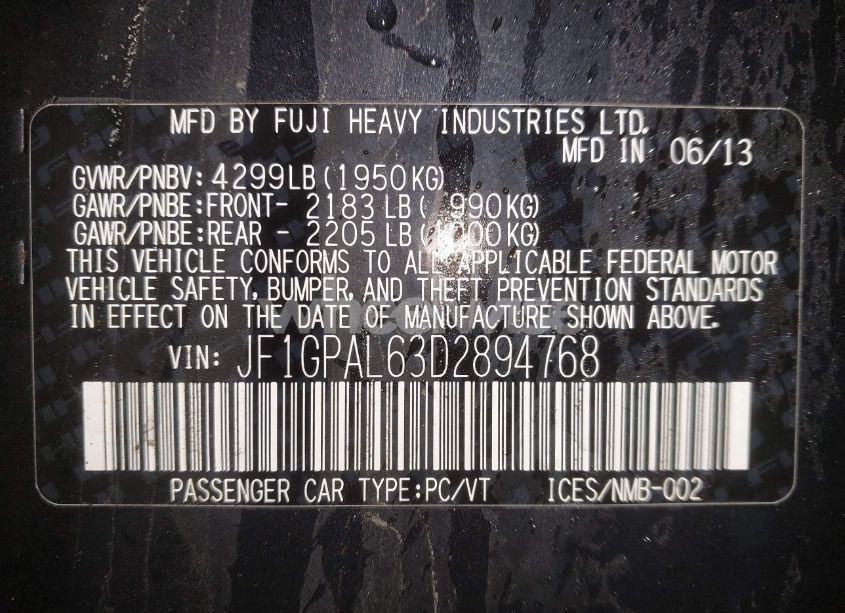 MFD BY FUJI HEAVY INDUSTRIES LTD.
MFD IN 06/13
GVWR/PNBV: 4299LB (1950KG)
GAWR/PNBE:FRONT- 2183 LB ( 990KG)
GAWR/PNBE:REAR - 2205 LB (1000KG)
THIS VEHICLE CONFORMS TO ALL APPLICABLE FEDERAL MOTOR
VEHICLE SAFETY, BUMPER, AND THEFT PREVENTION STANDARDS
IN EFFECT ON THE DATE OF MANUFACTURE SHOWN ABOVE.
VIN: JF1GPAL63D2894768
PASSENGER CAR TYPE:PC/VT ICES/NMB-002